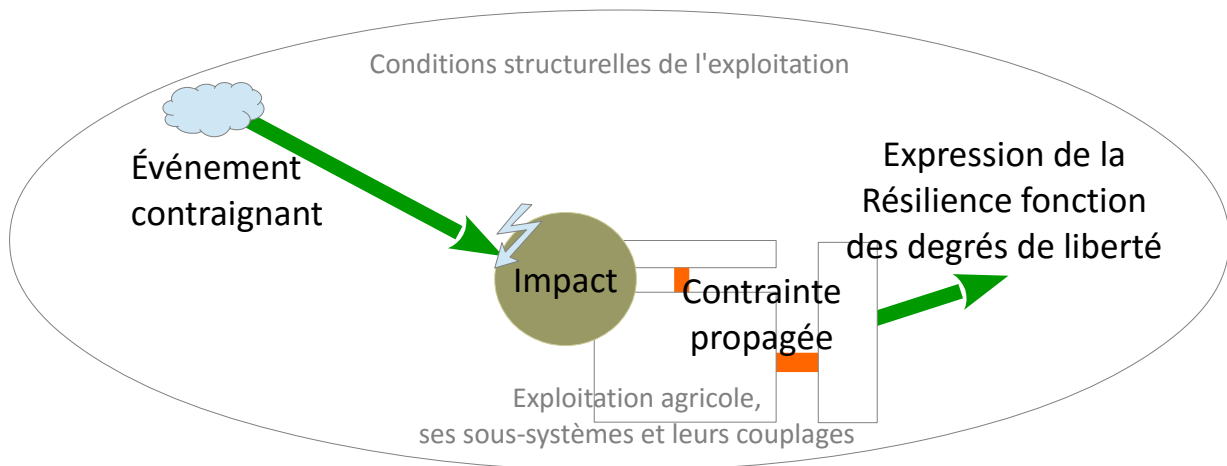 Conditions structurelles de l'exploitation
Événement
contraignant
Expression de la
Résilience fonction
des degrés de liberté
Impact
Contrainte
propagée
Exploitation agricole,
ses sous-systèmes et leurs couplages